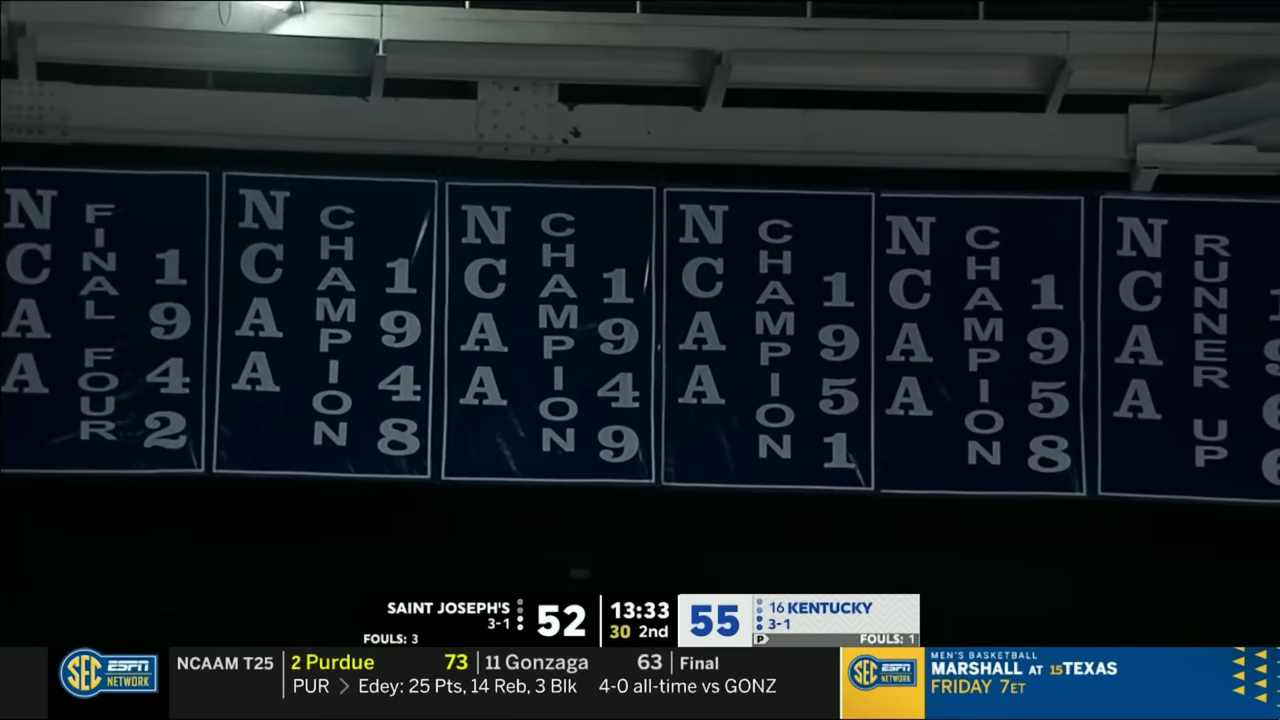 NCAA FINAL FOUR 1942
NCAA CHAMPION 1948
NCAA CHAMPION 1949
NCAA CHAMPION 1951
NCAA CHAMPION 1958
NCAA RUNNER UP
SAINT JOSEPH'S
3-1
FOULS: 3
52
13:33
30 2nd
55
16 KENTUCKY
3-1
P
FOULS: 1
SEC ESPN NETWORK
NCAAM T25
2 Purdue 73 11 Gonzaga 63 Final
PUR > Edey: 25 Pts, 14 Reb, 3 Blk 4-0 all-time vs GONZ
SEC ESPN NETWORK
MEN'S BASKETBALL
MARSHALL AT 15 TEXAS
FRIDAY 7ET